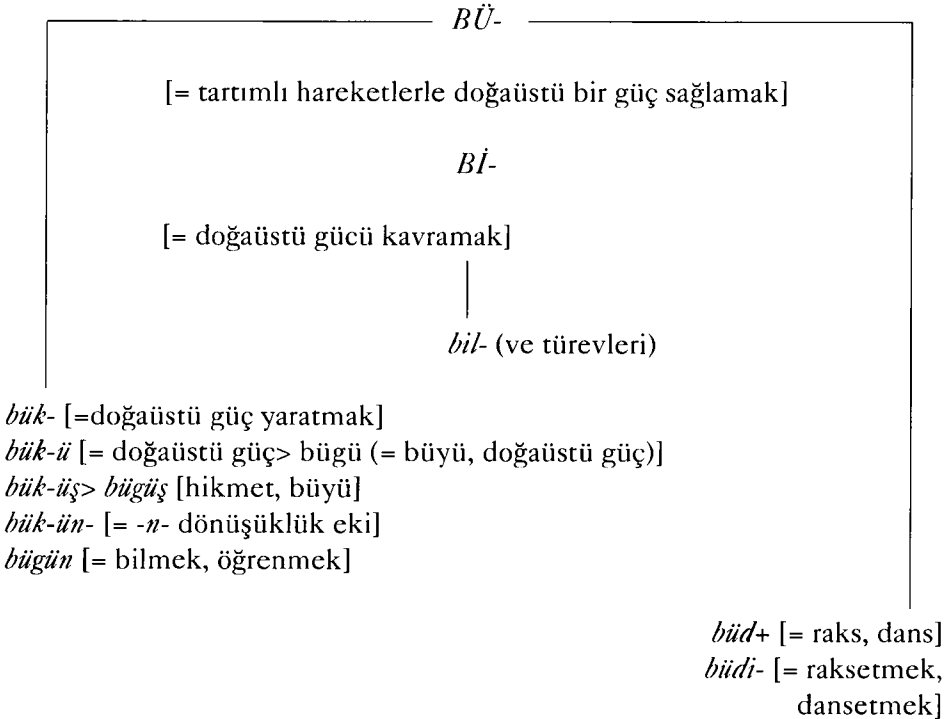 BÜ-
[= tartımlı hareketlerle doğaüstü bir güç sağlamak]
Bİ-
[= doğaüstü gücü kavramak]
bil- (ve türevleri)
bük- [=doğaüstü güç yaratmak]
bük-ü [= doğaüstü güç> bügü (= büyü, doğaüstü güç)]
bük-üş> bügüş [hikmet, büyü]
bük-ün- [= -n- dönüşüklük eki]
bügün [= bilmek, öğrenmek]
büd+ [= raks, dans]
büdi- [= raksetmek,
dansetmek]